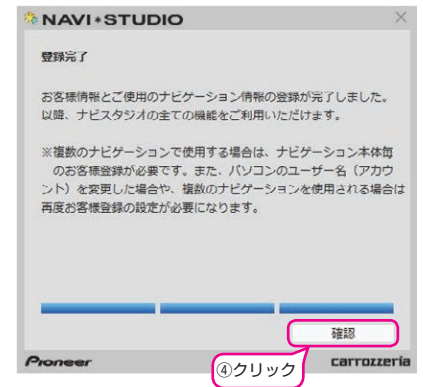 NAVI*STUDIO
登録完了
お客様情報とご使用のナビゲーション情報の登録が完了しました。
以降、ナビスタジオの全ての機能をご利用いただけます。
※複数のナビゲーションで使用する場合は、ナビゲーション本体毎
のお客様登録が必要です。また、パソコンのユーザー名（アカウ
ント）を変更した場合や、複数のナビゲーションを使用される場合は
再度お客様登録の設定が必要になります。
確認
④クリック
Pioneer
carrozzeria